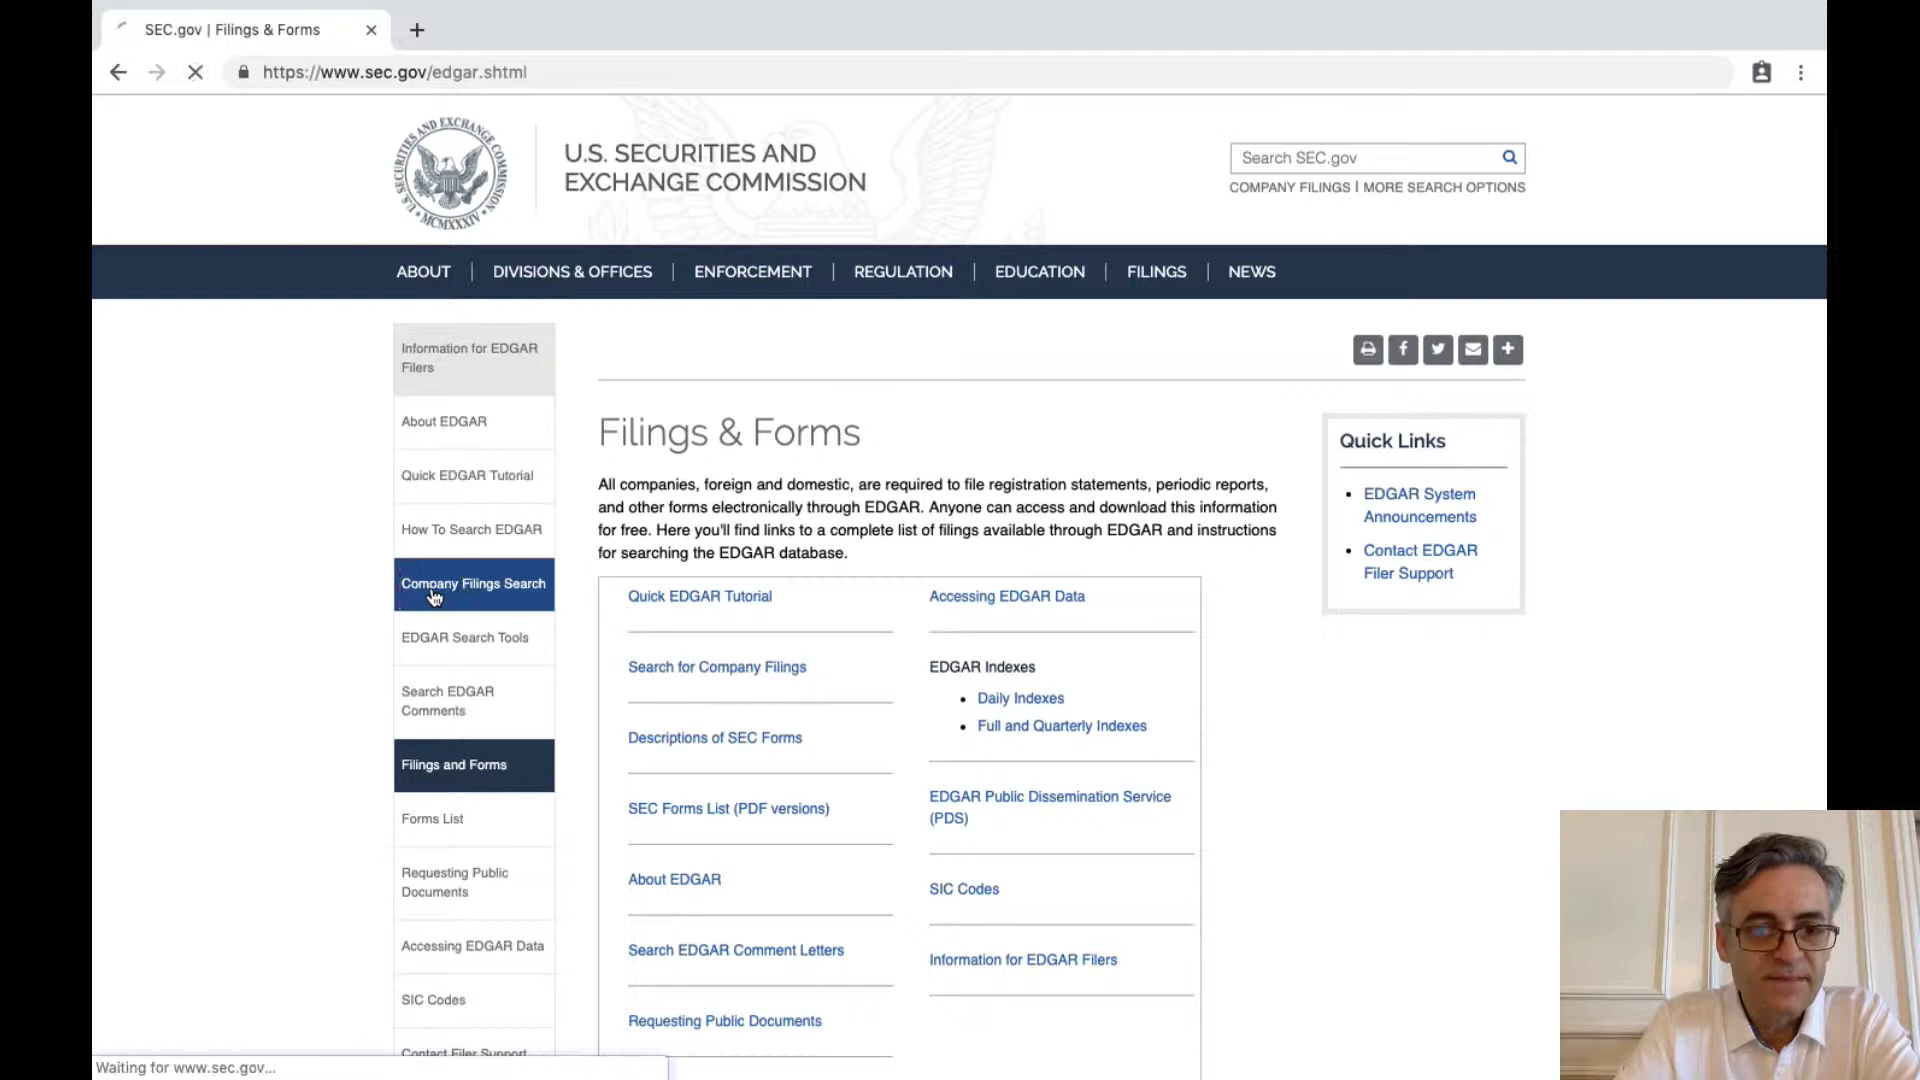 SEC.gov | Filings & Forms
https://www.sec.gov/edgar.shtml
U.S. SECURITIES AND EXCHANGE COMMISSION
MCMXXXIV
U.S. SECURITIES AND
EXCHANGE COMMISSION
Search SEC.gov
COMPANY FILINGS | MORE SEARCH OPTIONS
ABOUT | DIVISIONS & OFFICES | ENFORCEMENT | REGULATION | EDUCATION | FILINGS | NEWS
Information for EDGAR
Filers
About EDGAR
Quick EDGAR Tutorial
How To Search EDGAR
Company Filings Search
EDGAR Search Tools
Search EDGAR
Comments
Filings and Forms
Forms List
Requesting Public
Documents
Accessing EDGAR Data
SIC Codes
Contact Filer Support
Filings & Forms
All companies, foreign and domestic, are required to file registration statements, periodic reports,
and other forms electronically through EDGAR. Anyone can access and download this information
for free. Here you'll find links to a complete list of filings available through EDGAR and instructions
for searching the EDGAR database.
Quick EDGAR Tutorial
Search for Company Filings
Descriptions of SEC Forms
SEC Forms List (PDF versions)
About EDGAR
Search EDGAR Comment Letters
Requesting Public Documents
Accessing EDGAR Data
EDGAR Indexes
• Daily Indexes
• Full and Quarterly Indexes
EDGAR Public Dissemination Service
(PDS)
SIC Codes
Information for EDGAR Filers
Quick Links
• EDGAR System
Announcements
• Contact EDGAR
Filer Support
Waiting for www.sec.gov...